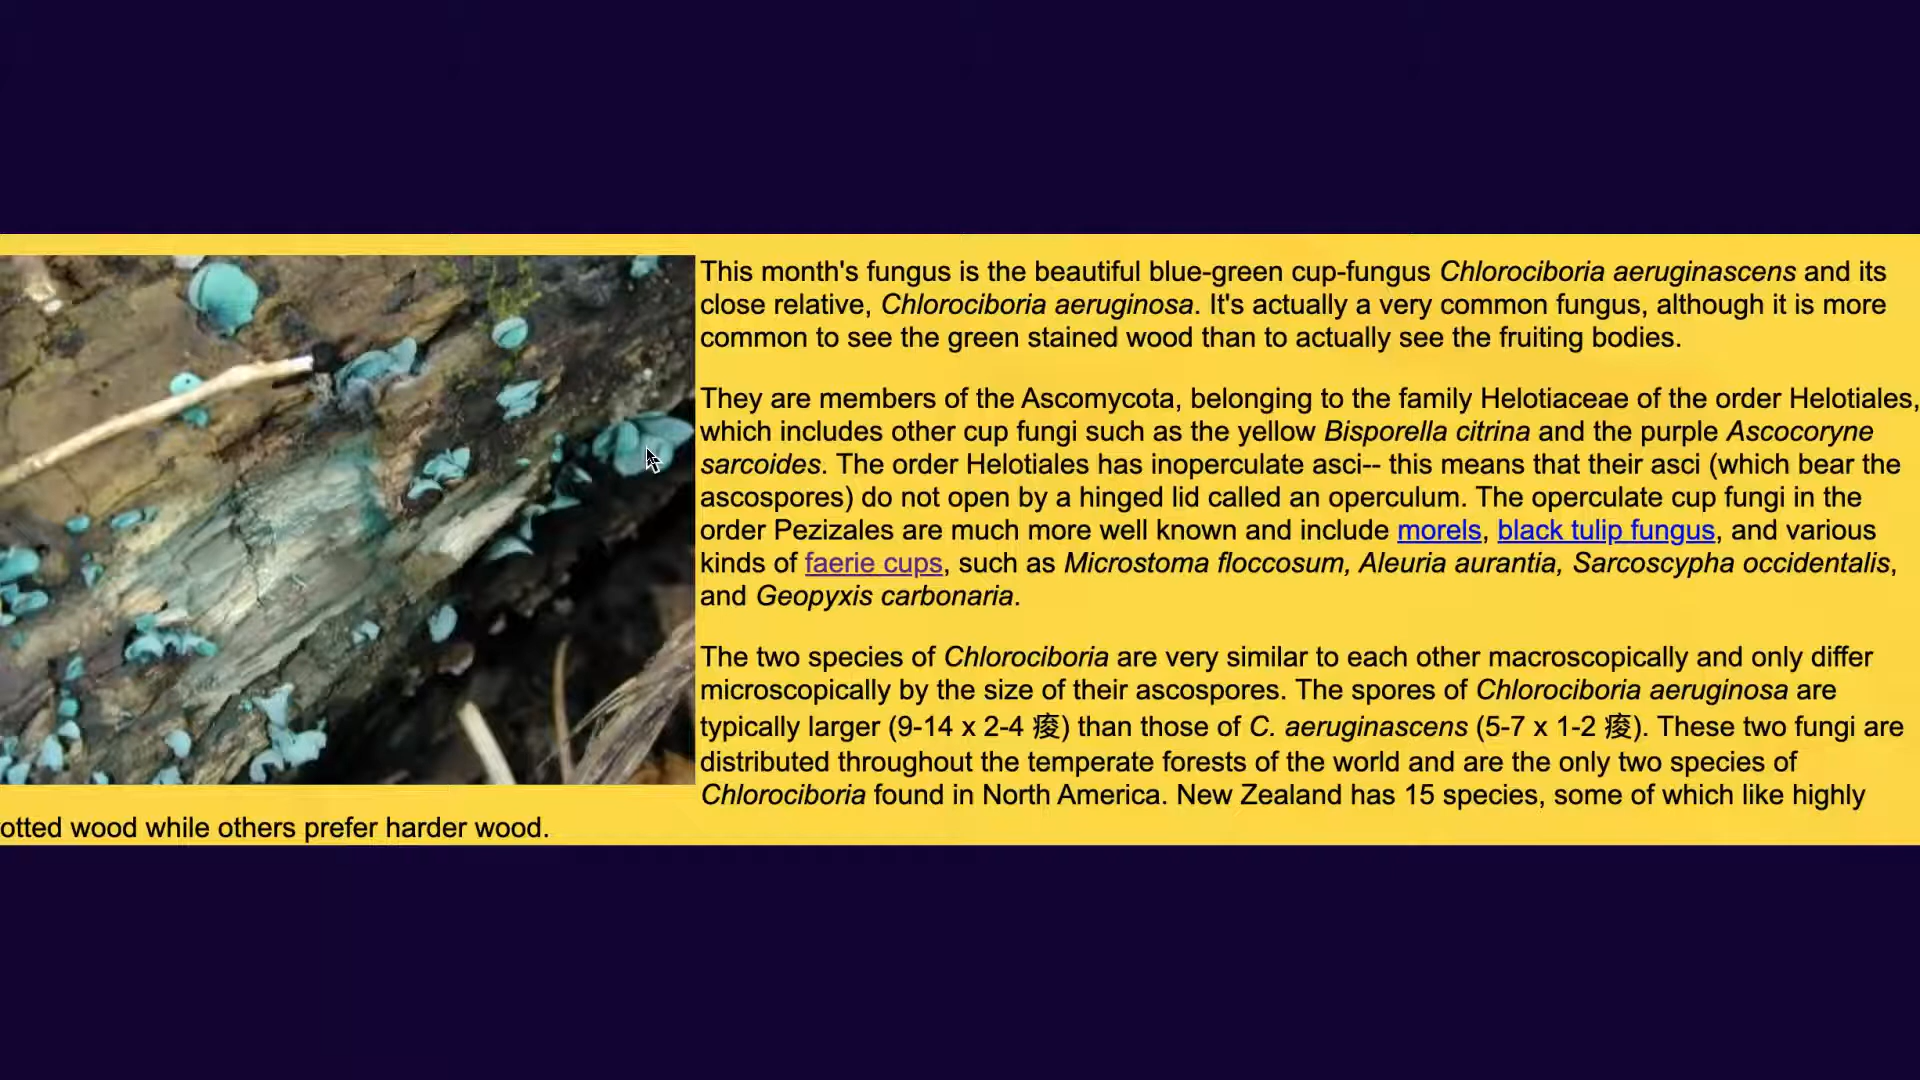 This month's fungus is the beautiful blue-green cup-fungus Chlorociboria aeruginascens and its
close relative, Chlorociboria aeruginosa. It's actually a very common fungus, although it is more
common to see the green stained wood than to actually see the fruiting bodies.
They are members of the Ascomycota, belonging to the family Helotiaceae of the order Helotiales,
which includes other cup fungi such as the yellow Bisporella citrina and the purple Ascocoryne
sarcoides. The order Helotiales has inoperculate asci-- this means that their asci (which bear the
ascospores) do not open by a hinged lid called an operculum. The operculate cup fungi in the
order Pezizales are much more well known and include morels, black tulip fungus, and various
kinds of faerie cups, such as Microstoma floccosum, Aleuria aurantia, Sarcoscypha occidentalis,
and Geopyxis carbonaria.
The two species of Chlorociboria are very similar to each other macroscopically and only differ
microscopically by the size of their ascospores. The spores of Chlorociboria aeruginosa are
typically larger (9-14 x 2-4 痠) than those of C. aeruginascens (5-7 x 1-2 痠). These two fungi are
distributed throughout the temperate forests of the world and are the only two species of
Chlorociboria found in North America. New Zealand has 15 species, some of which like highly
otted wood while others prefer harder wood.